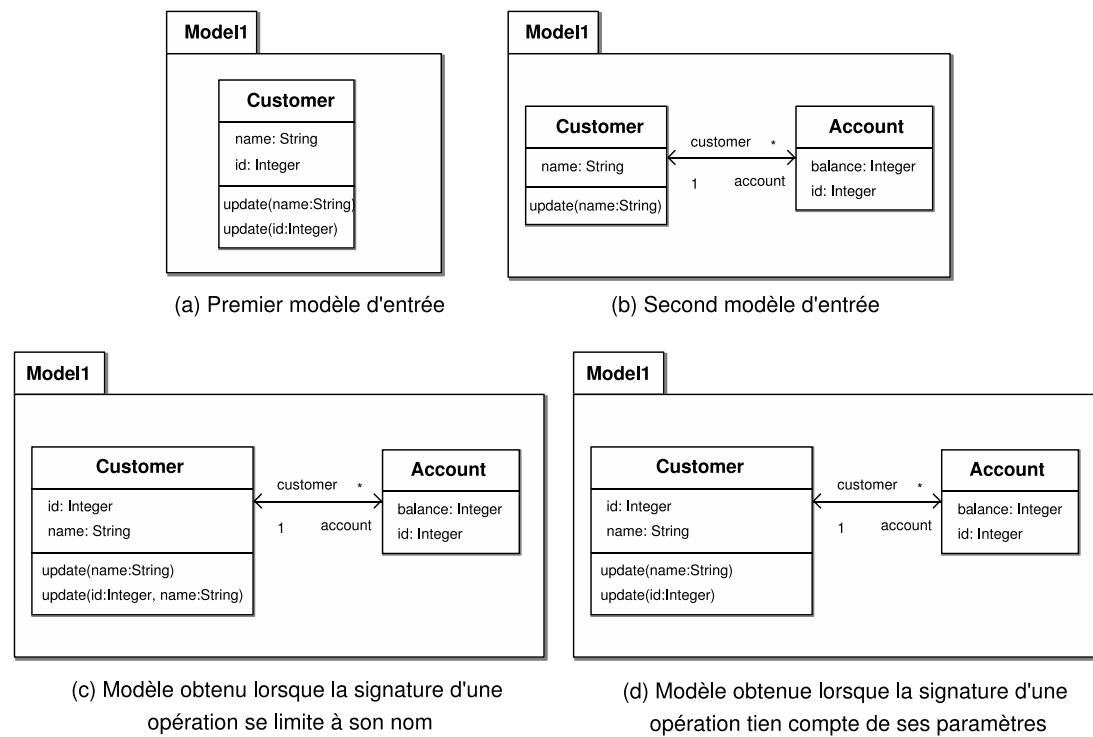 Model1
Customer
name: String
id: Integer
update(name:String)
update(id:Integer)
(a) Premier modèle d'entrée
Model1
Customer
name: String
update(name:String)
customer *
1 account
Account
balance: Integer
id: Integer
(b) Second modèle d'entrée
Model1
Customer
id: Integer
name: String
update(name:String)
update(id:Integer, name:String)
customer *
1 account
Account
balance: Integer
id: Integer
(c) Modèle obtenu lorsque la signature d'une
opération se limite à son nom
Model1
Customer
id: Integer
name: String
update(name:String)
update(id:Integer)
customer *
1 account
Account
balance: Integer
id: Integer
(d) Modèle obtenue lorsque la signature d'une
opération tien compte de ses paramètres